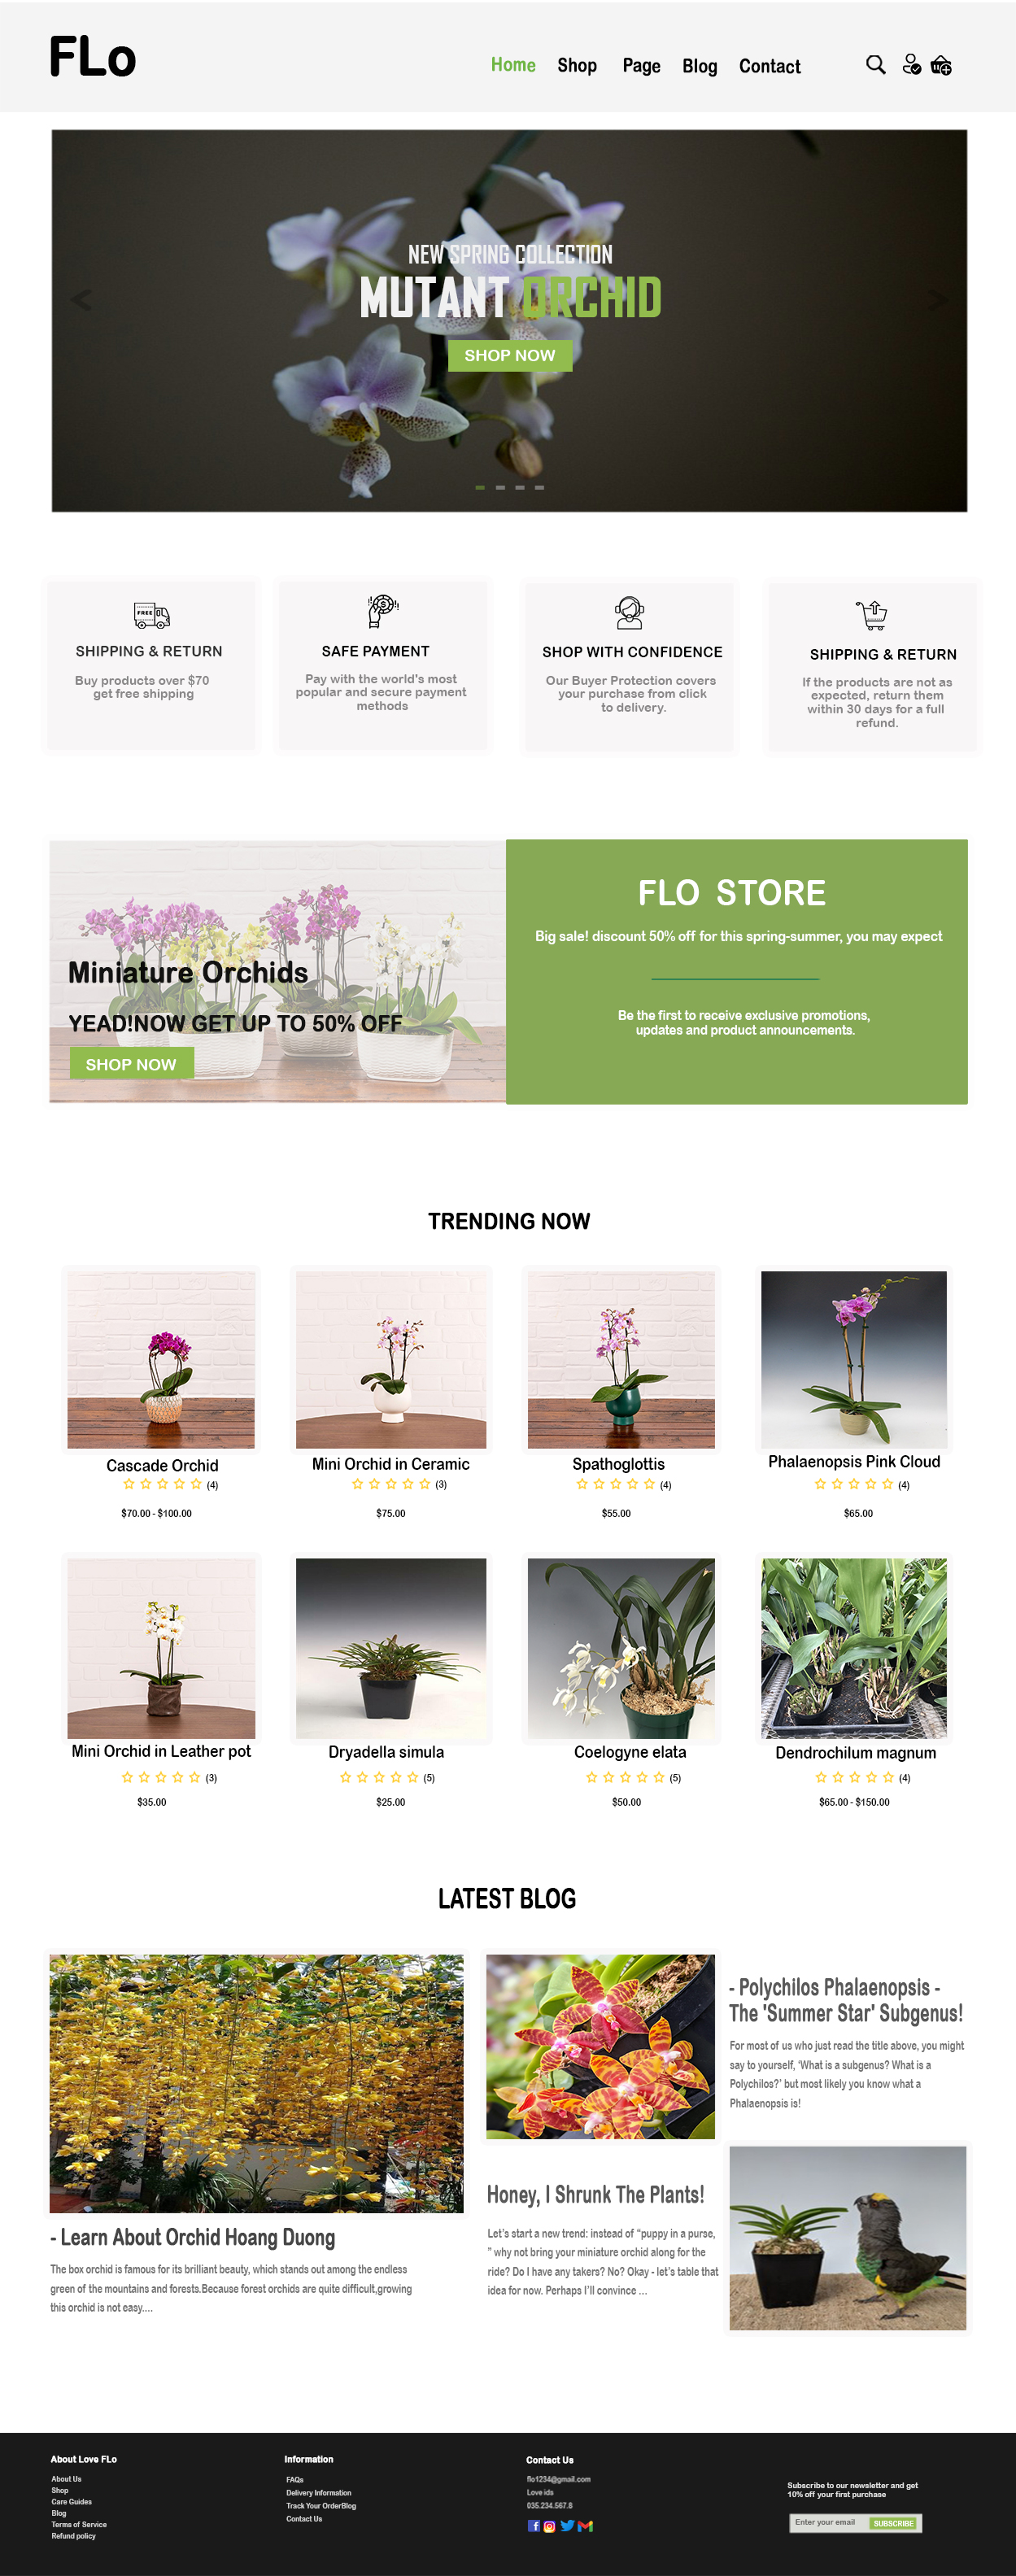 FLo
Home Shop Page Blog Contact
NEW SPRING COLLECTION
MUTANT ORCHID
SHOP NOW
FREE
SHIPPING & RETURN
Buy products over $70
get free shipping
SAFE PAYMENT
Pay with the world's most
popular and secure payment
methods
SHOP WITH CONFIDENCE
Our Buyer Protection covers
your purchase from click
to delivery.
SHIPPING & RETURN
If the products are not as
expected, return them
within 30 days for a full
refund.
Miniature Orchids
YEAD!NOW GET UP TO 50% OFF
SHOP NOW
FLO STORE
Big sale! discount 50% off for this spring-summer, you may expect
Be the first to receive exclusive promotions,
updates and product announcements.
TRENDING NOW
Cascade Orchid
(4)
$70.00 - $100.00
Mini Orchid in Ceramic
(3)
$75.00
Spathoglottis
(4)
$55.00
Phalaenopsis Pink Cloud
(4)
$65.00
Mini Orchid in Leather pot
(3)
$35.00
Dryadella simula
(5)
$25.00
Coelogyne elata
(5)
$50.00
Dendrochilum magnum
(4)
$65.00 - $150.00
LATEST BLOG
- Learn About Orchid Hoang Duong
The box orchid is famous for its brilliant beauty, which stands out among the endless
green of the mountains and forests.Because forest orchids are quite difficult,growing
this orchid is not easy....
Honey, I Shrunk The Plants!
Let's start a new trend: instead of “puppy in a purse,
” why not bring your miniature orchid along for the
ride? Do I have any takers? No? Okay - let's table that
idea for now. Perhaps I'll convince ...
- Polychilos Phalaenopsis -
The 'Summer Star' Subgenus!
For most of us who just read the title above, you might
say to yourself, ‘What is a subgenus? What is a
Polychilos?’ but most likely you know what a
Phalaenopsis is!
About Love FLo
About Us
Shop
Care Guides
Blog
Terms of Service
Refund policy
Information
FAQs
Delivery Information
Track Your OrderBlog
Contact Us
Contact Us
flo1234@gmail.com
Love ids
035.234.567.8
Subscribe to our newsletter and get
10% off your first purchase
Enter your email SUBSCRIBE